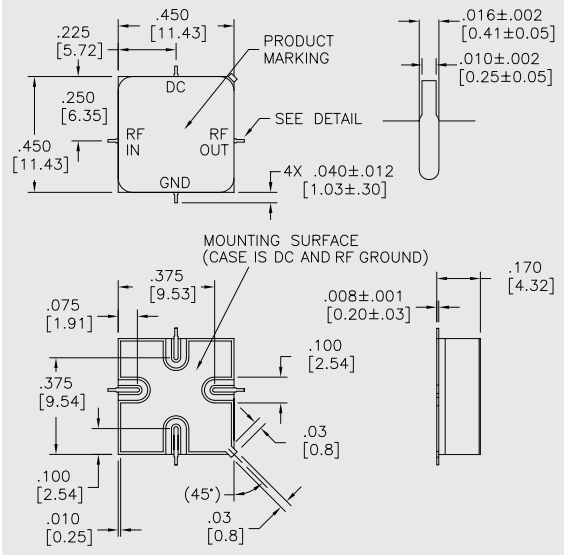 .450
[11.43]
.225
[5.72]
PRODUCT
MARKING
.016±.002
[0.41±0.05]
.010±.002
[0.25±0.05]
DC
.250
[6.35]
.450
[11.43]
RF
IN
RF
OUT
SEE DETAIL
GND
4X .040±.012
[1.03±.30]
MOUNTING SURFACE
(CASE IS DC AND RF GROUND)
.375
[9.53]
.075
[1.91]
.008±.001
[0.20±.03]
.170
[4.32]
.100
[2.54]
.375
[9.54]
.03
[0.8]
.100
[2.54]
(45°)
.010
[0.25]
.03
[0.8]